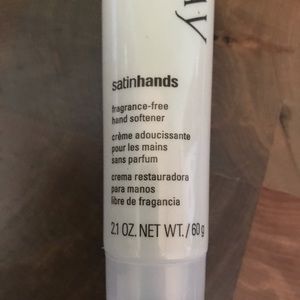 satinhands
fragrance-free
hand softener
crème adoucissante
pour les mains
sans parfum
crema restauradora
para manos
libre de fragancia
2.1 OZ. NET WT. / 60 g